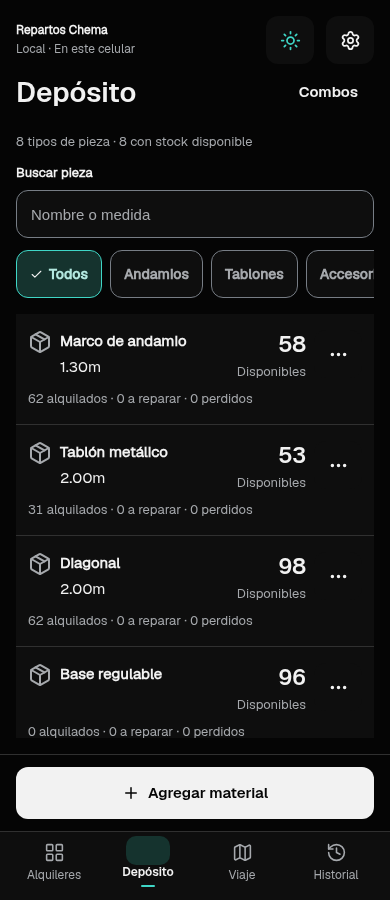 Repartos Chema
Local · En este celular
Depósito
Combos
8 tipos de pieza · 8 con stock disponible
Buscar pieza
Nombre o medida
Todos
Andamios
Tablones
Accesor
Marco de andamio
58
1.30m
Disponibles
62 alquilados · 0 a reparar · 0 perdidos
Tablón metálico
53
2.00m
Disponibles
31 alquilados · 0 a reparar · 0 perdidos
Diagonal
98
2.00m
Disponibles
62 alquilados · 0 a reparar · 0 perdidos
Base regulable
96
Disponibles
0 alquilados · 0 a reparar · 0 perdidos
Agregar material
Alquileres
Depósito
Viaje
Historial